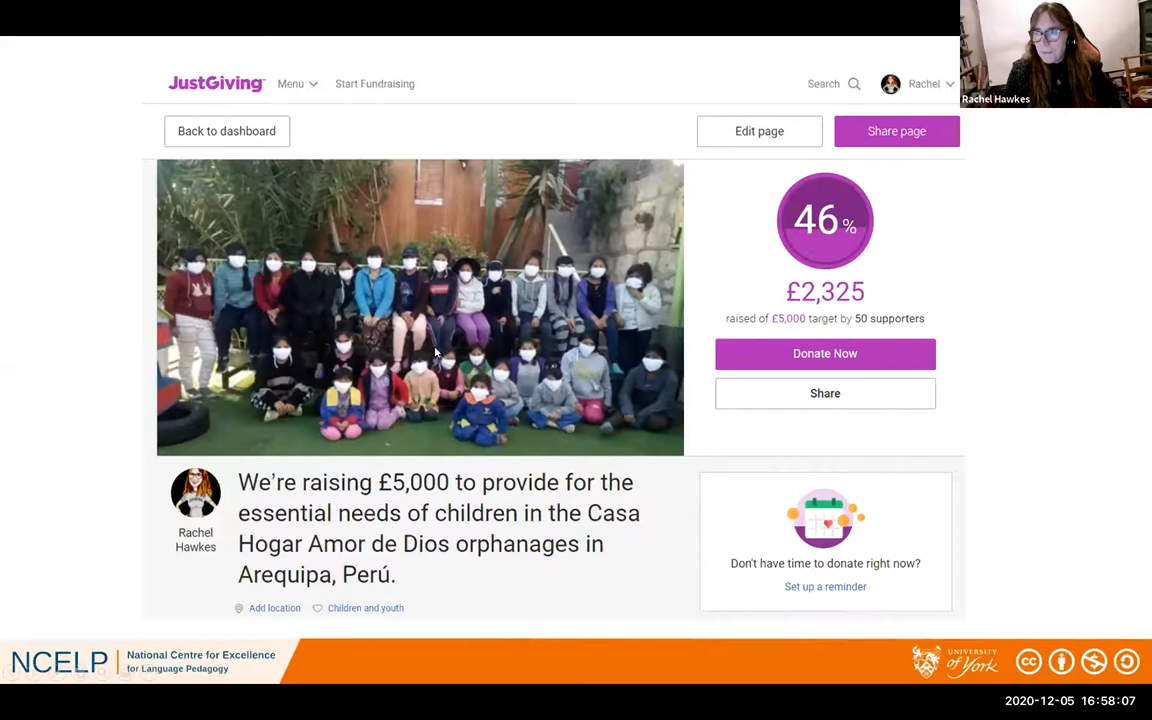 JustGiving
Menu
Start Fundraising
Search
Rachel
Rachel Hawkes
Back to dashboard
Edit page
Share page
46%
£2,325
raised of £5,000 target by 50 supporters
Donate Now
Share
Rachel
Hawkes
We're raising £5,000 to provide for the
essential needs of children in the Casa
Hogar Amor de Dios orphanages in
Arequipa, Perú.
Add location
Children and youth
Don't have time to donate right now?
Set up a reminder
NCELP
National Centre for Excellence
for Language Pedagogy
UNIVERSITY
of York
cc
2020-12-05 16:58:07